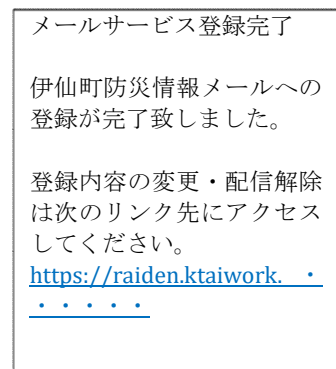 メールサービス登録完了
伊仙町防災情報メールへの
登録が完了致しました。
登録内容の変更・配信解除
は次のリンク先にアクセス
してください。
https://raiden.ktaiwork. ・
・・・・・